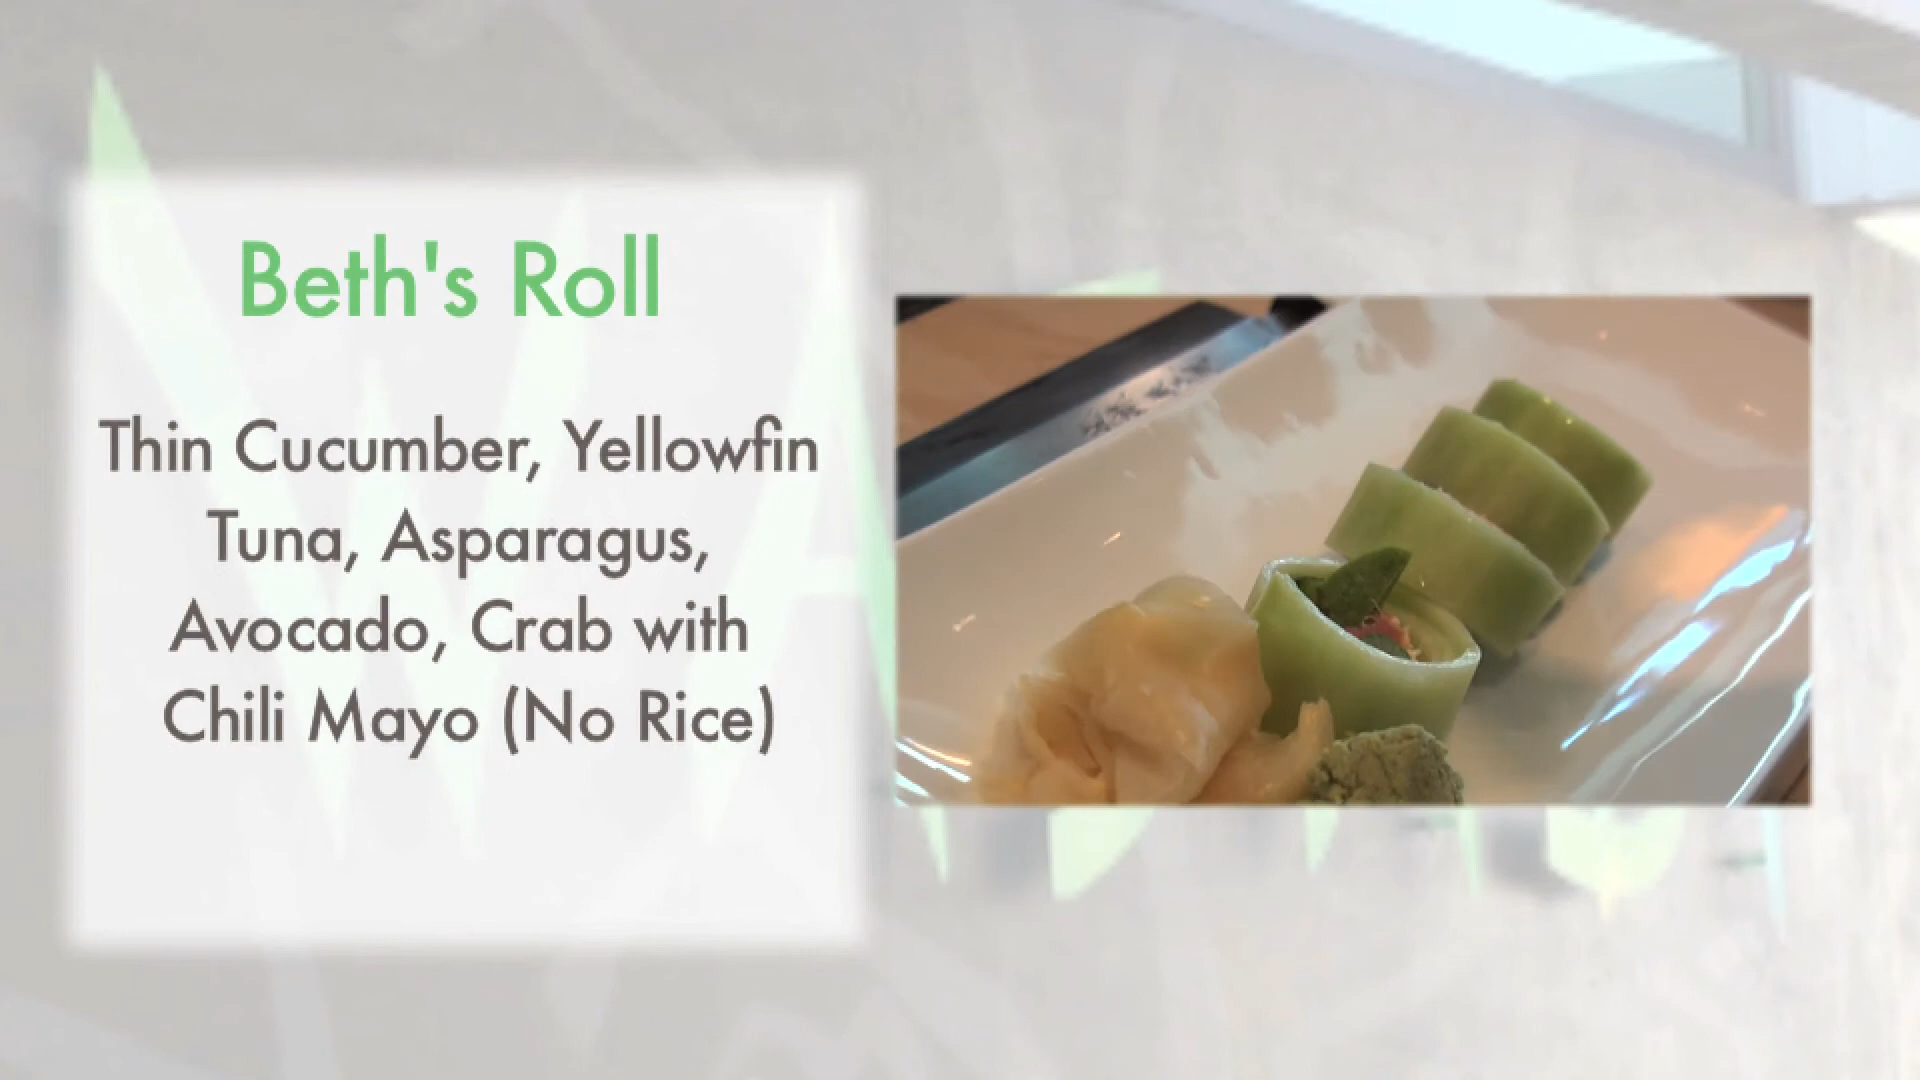 Beth's Roll
Thin Cucumber, Yellowfin
Tuna, Asparagus,
Avocado, Crab with
Chili Mayo (No Rice)